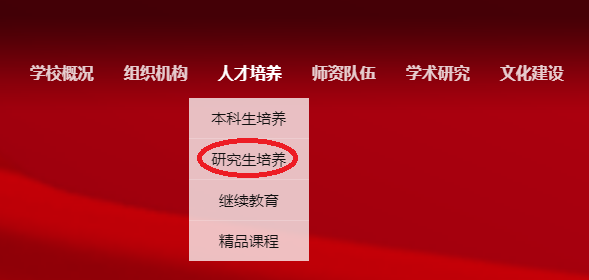 学校概况 组织机构 人才培养 师资队伍 学术研究 文化建设
本科生培养
研究生培养
继续教育
精品课程